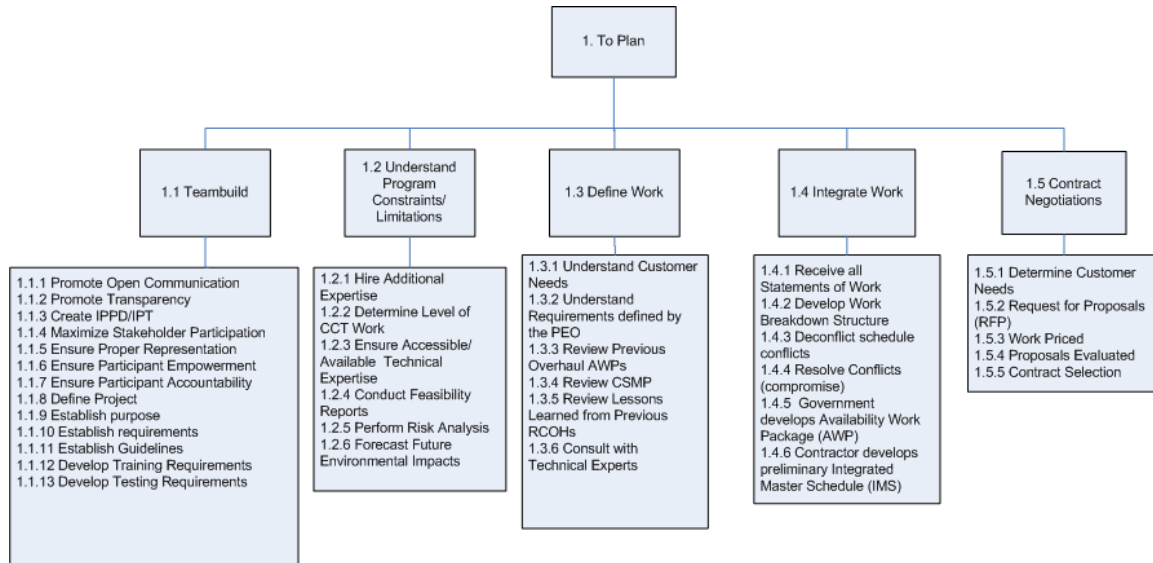 1. To Plan
1.1 Teambuild
1.2 Understand
Program
Constraints/
Limitations
1.3 Define Work
1.4 Integrate Work
1.5 Contract
Negotiations
1.1.1 Promote Open Communication
1.1.2 Promote Transparency
1.1.3 Create IPPD/IPT
1.1.4 Maximize Stakeholder Participation
1.1.5 Ensure Proper Representation
1.1.6 Ensure Participant Empowerment
1.1.7 Ensure Participant Accountability
1.1.8 Define Project
1.1.9 Establish purpose
1.1.10 Establish requirements
1.1.11 Establish Guidelines
1.1.12 Develop Training Requirements
1.1.13 Develop Testing Requirements
1.2.1 Hire Additional
Expertise
1.2.2 Determine Level of
CCT Work
1.2.3 Ensure Accessible/
Available Technical
Expertise
1.2.4 Conduct Feasibility
Reports
1.2.5 Perform Risk Analysis
1.2.6 Forecast Future
Environmental Impacts
1.3.1 Understand Customer
Needs
1.3.2 Understand
Requirements defined by
the PEO
1.3.3 Review Previous
Overhaul AWPs
1.3.4 Review CSMP
1.3.5 Review Lessons
Learned from Previous
RCOHs
1.3.6 Consult with
Technical Experts
1.4.1 Receive all
Statements of Work
1.4.2 Develop Work
Breakdown Structure
1.4.3 Deconflict schedule
conflicts
1.4.4 Resolve Conflicts
(compromise)
1.4.5 Government
develops Availability Work
Package (AWP)
1.4.6 Contractor develops
preliminary Integrated
Master Schedule (IMS)
1.5.1 Determine Customer
Needs
1.5.2 Request for Proposals
(RFP)
1.5.3 Work Priced
1.5.4 Proposals Evaluated
1.5.5 Contract Selection